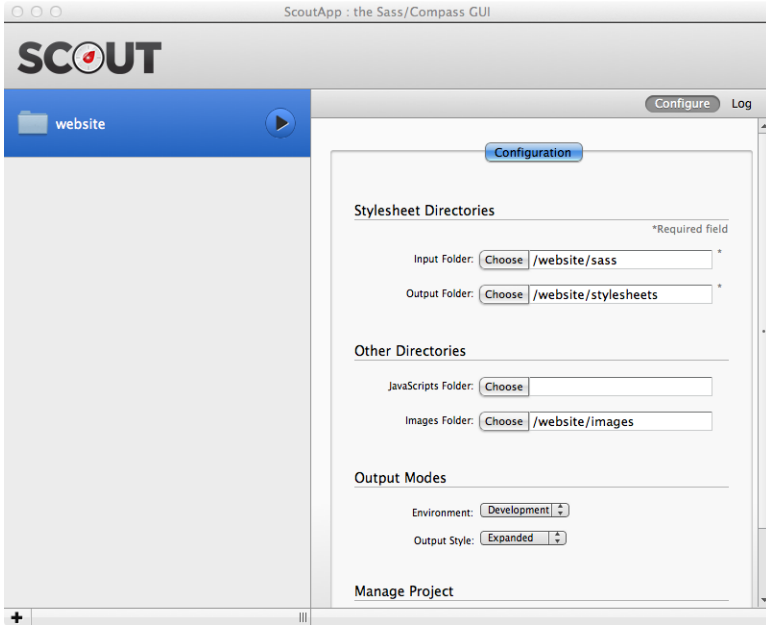 ScoutApp : the Sass/Compass GUI
SCOUT
website
Configure Log
Configuration
Stylesheet Directories
*Required field
Input Folder: Choose /website/sass *
Output Folder: Choose /website/stylesheets *
Other Directories
JavaScripts Folder: Choose
Images Folder: Choose /website/images
Output Modes
Environment: Development
Output Style: Expanded
Manage Project